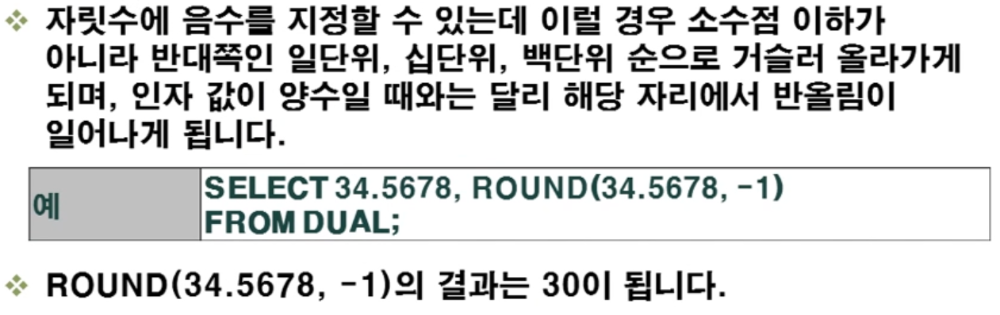 ❖ 자릿수에 음수를 지정할 수 있는데 이럴 경우 소수점 이하가
아니라 반대쪽인 일단위, 십단위, 백단위 순으로 거슬러 올라가게
되며, 인자 값이 양수일 때와는 달리 해당 자리에서 반올림이
일어나게 됩니다.
예
SELECT 34.5678, ROUND(34.5678, -1)
FROM DUAL;
❖ ROUND(34.5678, -1)의 결과는 30이 됩니다.